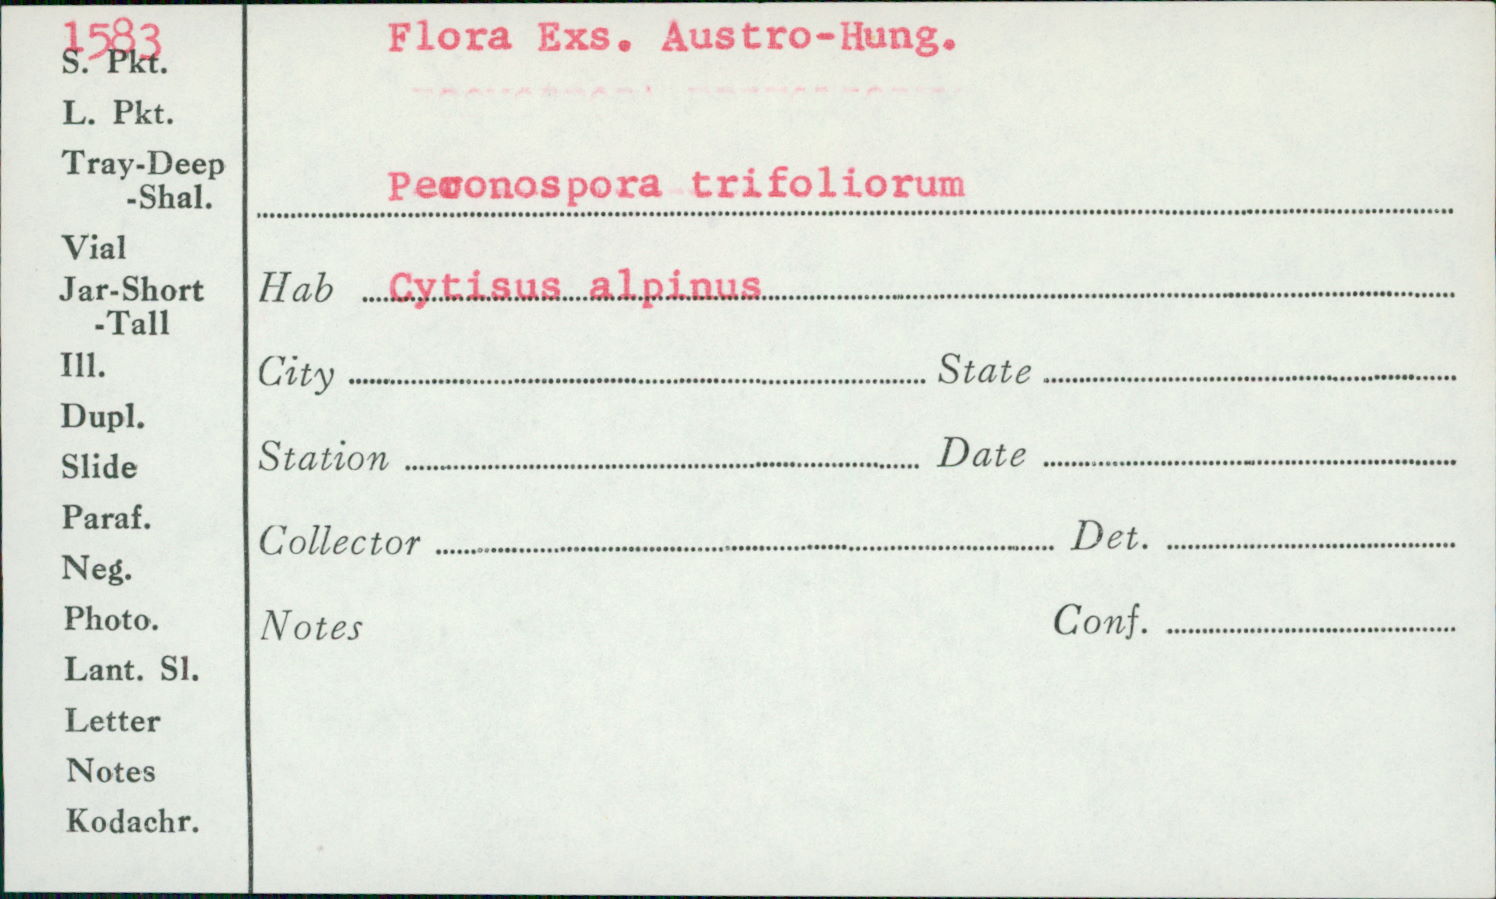 1583
S. Pkt.
L. Pkt.
Tray-Deep
-Shal.
Vial
Jar-Short
-Tall
Ill.
Dupl.
Slide
Paraf.
Neg.
Photo.
Lant. Sl.
Letter
Notes
Kodachr.
Flora Exs. Austro-Hung.
Peronospora trifoliorum
Hab Cytisus alpinus
City State
Station Date
Collector Det.
Notes Conf.